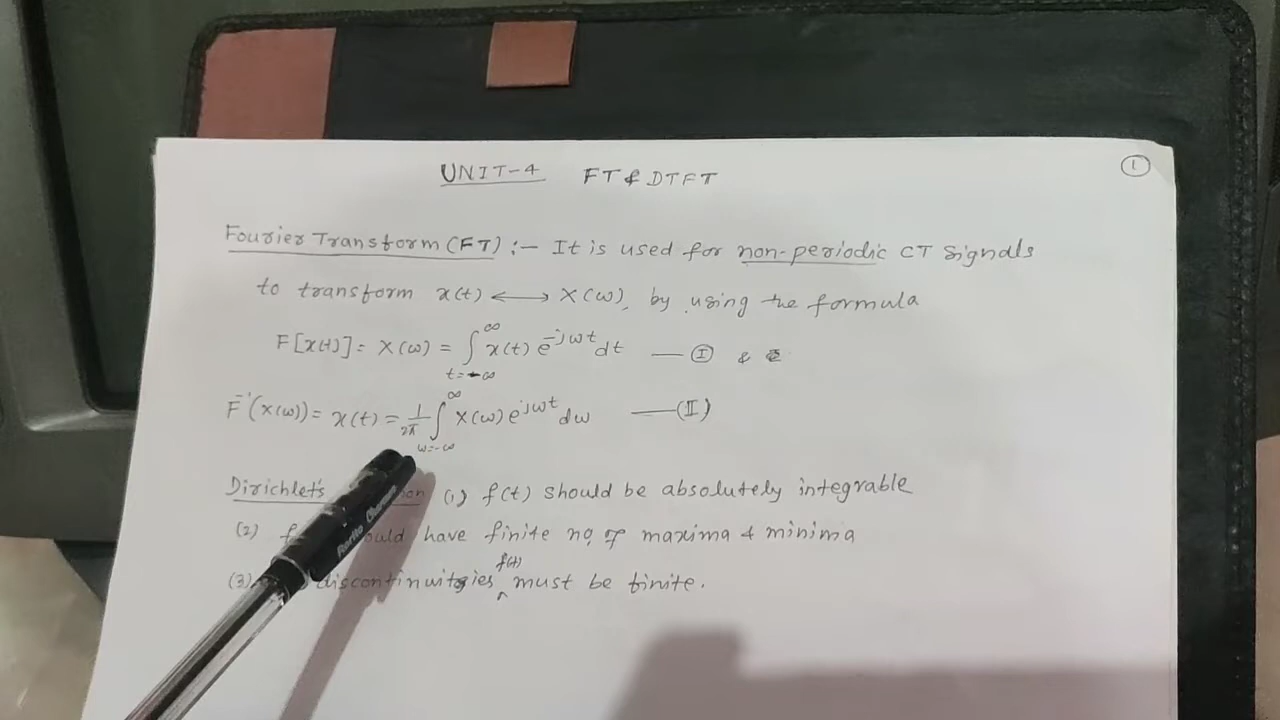 UNIT-4 FT & DTFT
1
Fourier Transform (FT) :- It is used for non-periodic CT Signals
to transform x(t) ⟷ X(ω), by using the formula
F[x(t)] = X(ω) = ∫_{t=-∞}^{∞} x(t) e^{-jωt} dt — (I) &
F^{-1}(X(ω)) = x(t) = 1/2π ∫_{ω=-∞}^{∞} X(ω) e^{jωt} dω — (II)
Dirichlet's (1) f(t) should be absolutely integrable
(2) have finite no. of maxima & minima
(3) discontinuities f(t) must be finite.